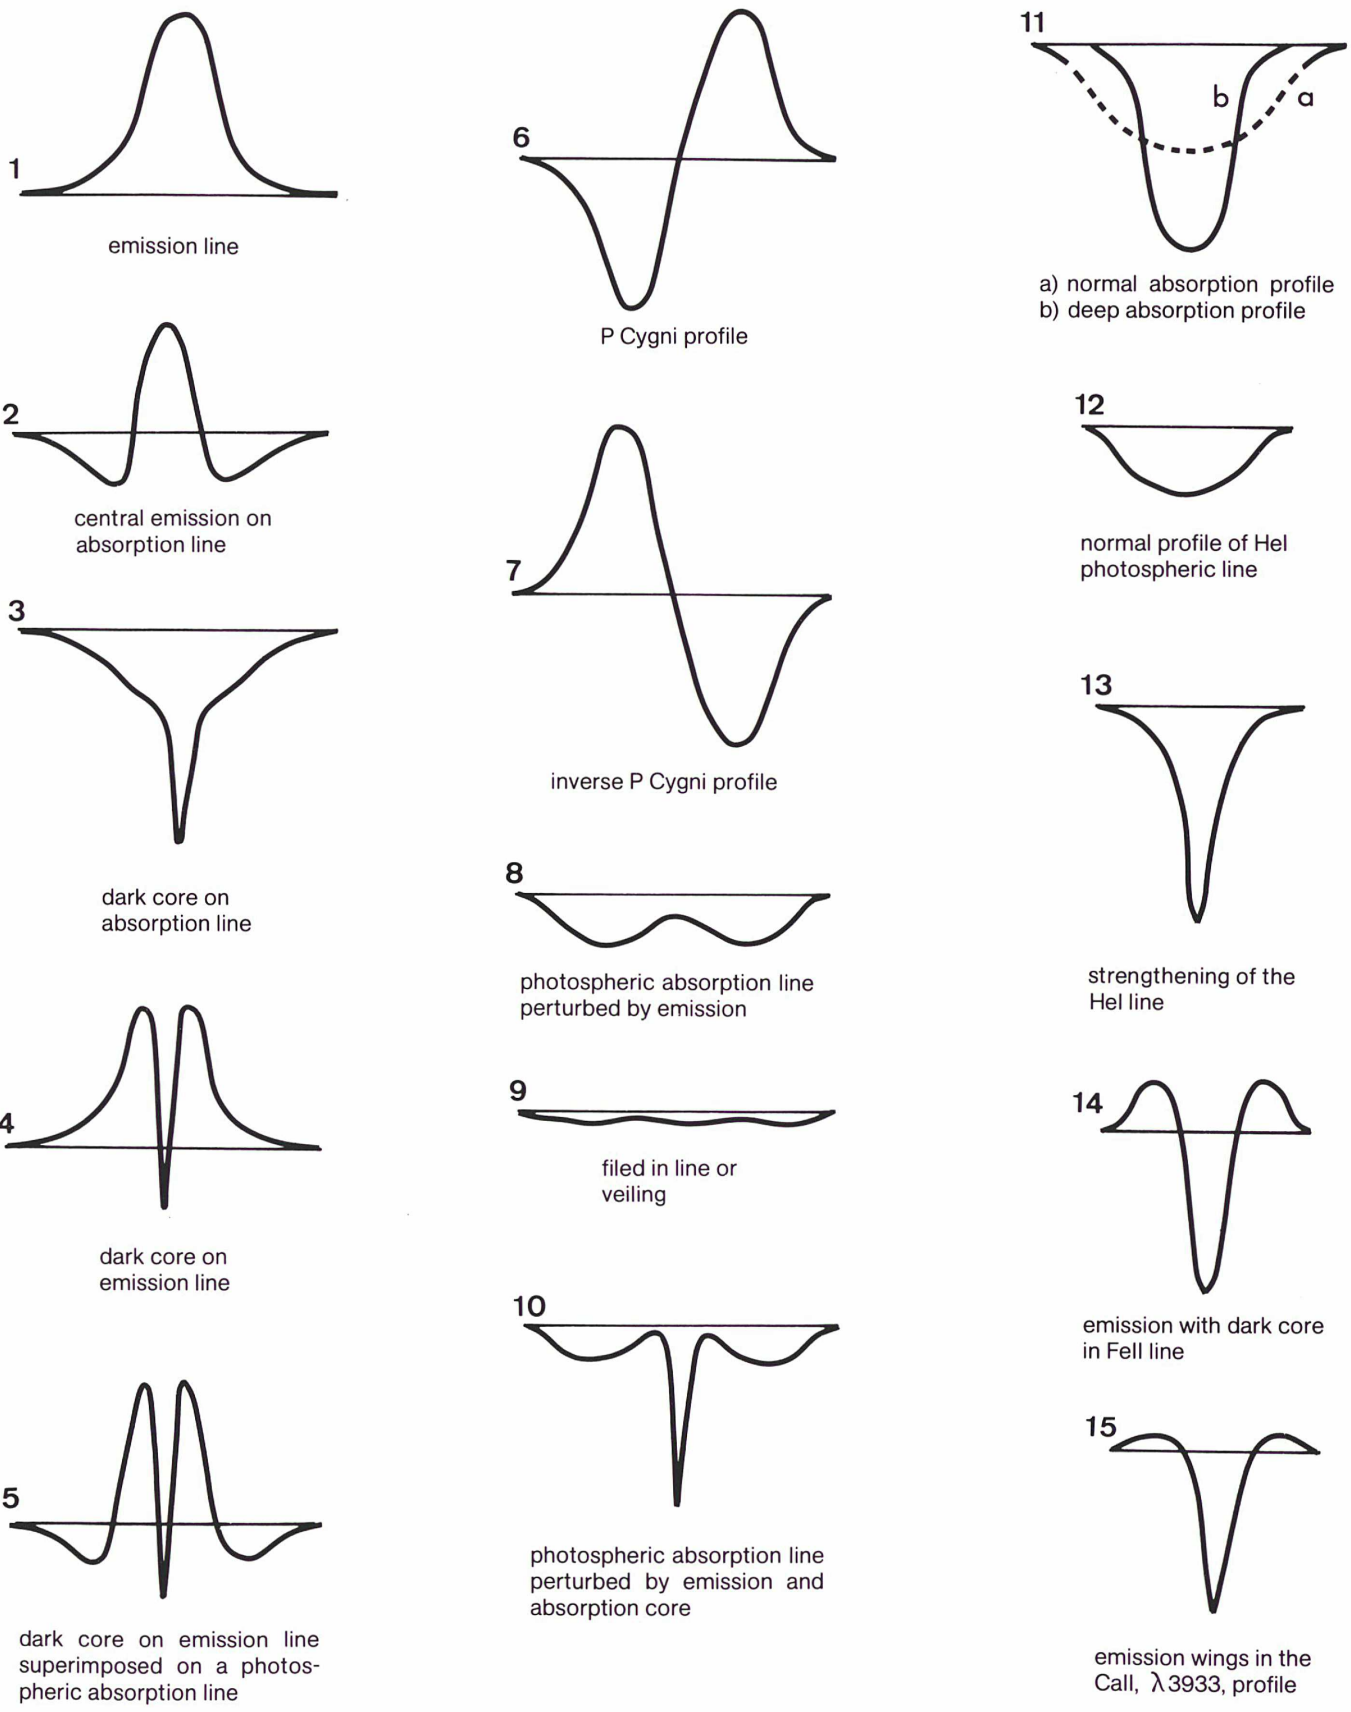 1
emission line
2
central emission on
absorption line
3
dark core on
absorption line
4
dark core on
emission line
5
dark core on emission line
superimposed on a photos-
pheric absorption line
6
P Cygni profile
7
inverse P Cygni profile
8
photospheric absorption line
perturbed by emission
9
filed in line or
veiling
10
photospheric absorption line
perturbed by emission and
absorption core
11
b a
a) normal absorption profile
b) deep absorption profile
12
normal profile of HeI
photospheric line
13
strengthening of the
HeI line
14
emission with dark core
in FeII line
15
emission wings in the
CaII, λ3933, profile